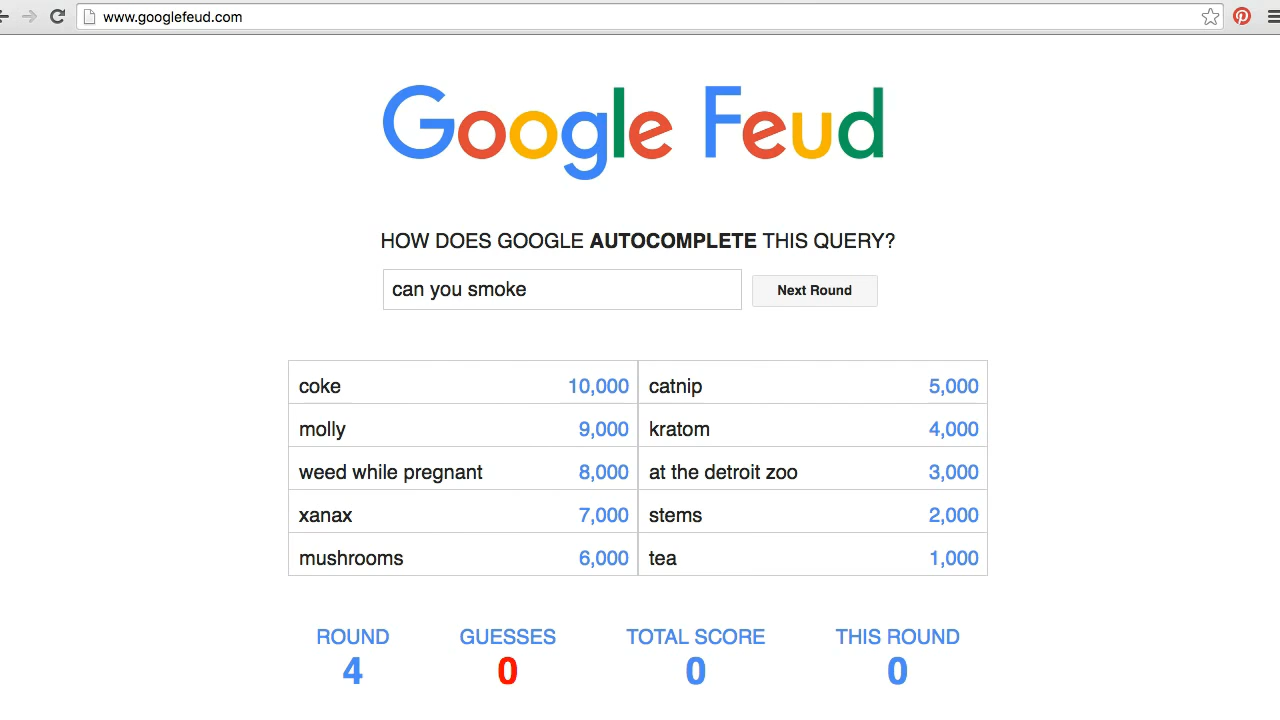 www.googlefeud.com
Google Feud
HOW DOES GOOGLE AUTOCOMPLETE THIS QUERY?
can you smoke Next Round
coke 10,000 catnip 5,000
molly 9,000 kratom 4,000
weed while pregnant 8,000 at the detroit zoo 3,000
xanax 7,000 stems 2,000
mushrooms 6,000 tea 1,000
ROUND GUESSES TOTAL SCORE THIS ROUND
4 0 0 0